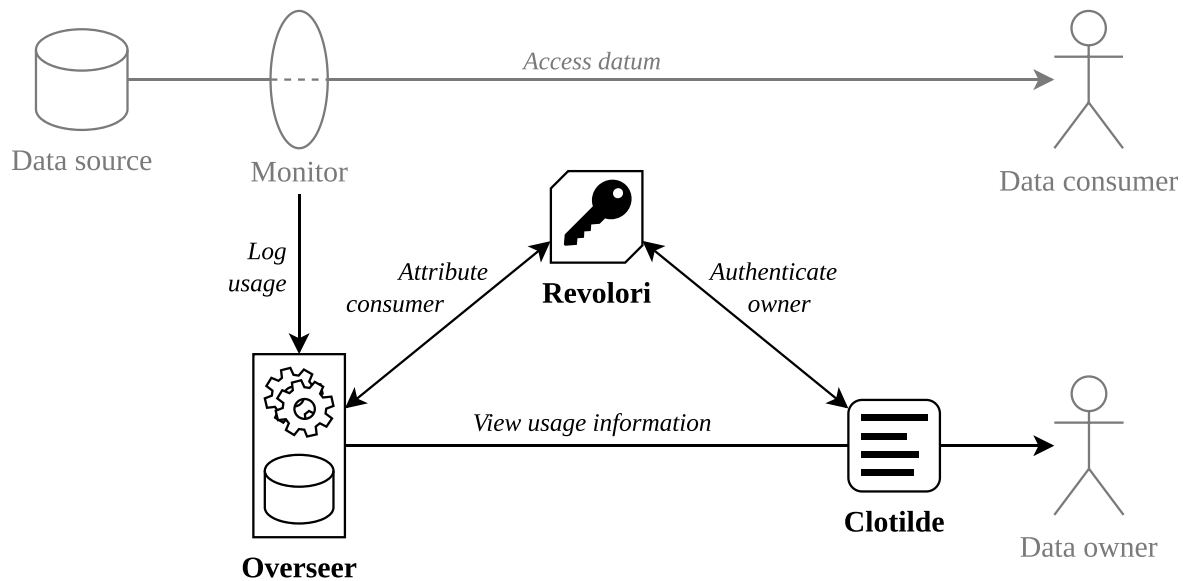 Access datum
Data source
Monitor
Data consumer
Log
usage
Attribute
consumer
Revolori
Authenticate
owner
View usage information
Overseer
Clotilde
Data owner